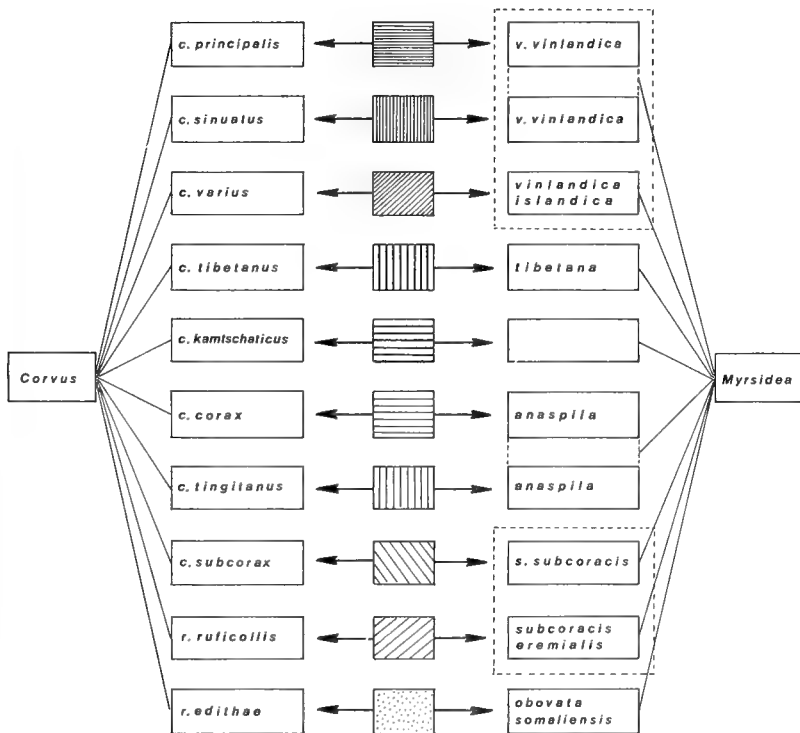 c. principalis
v. vinlandica
c. sinuatus
v. vinlandica
c. varius
vinlandica
islandica
c. tibetanus
tibetana
c. kamtschaticus
Corvus
Myrsidea
c. corax
anaspila
c. tingitanus
anaspila
c. subcorax
s. subcoracis
r. ruficollis
subcoracis
eremialis
r. edithae
obovata
somaliensis